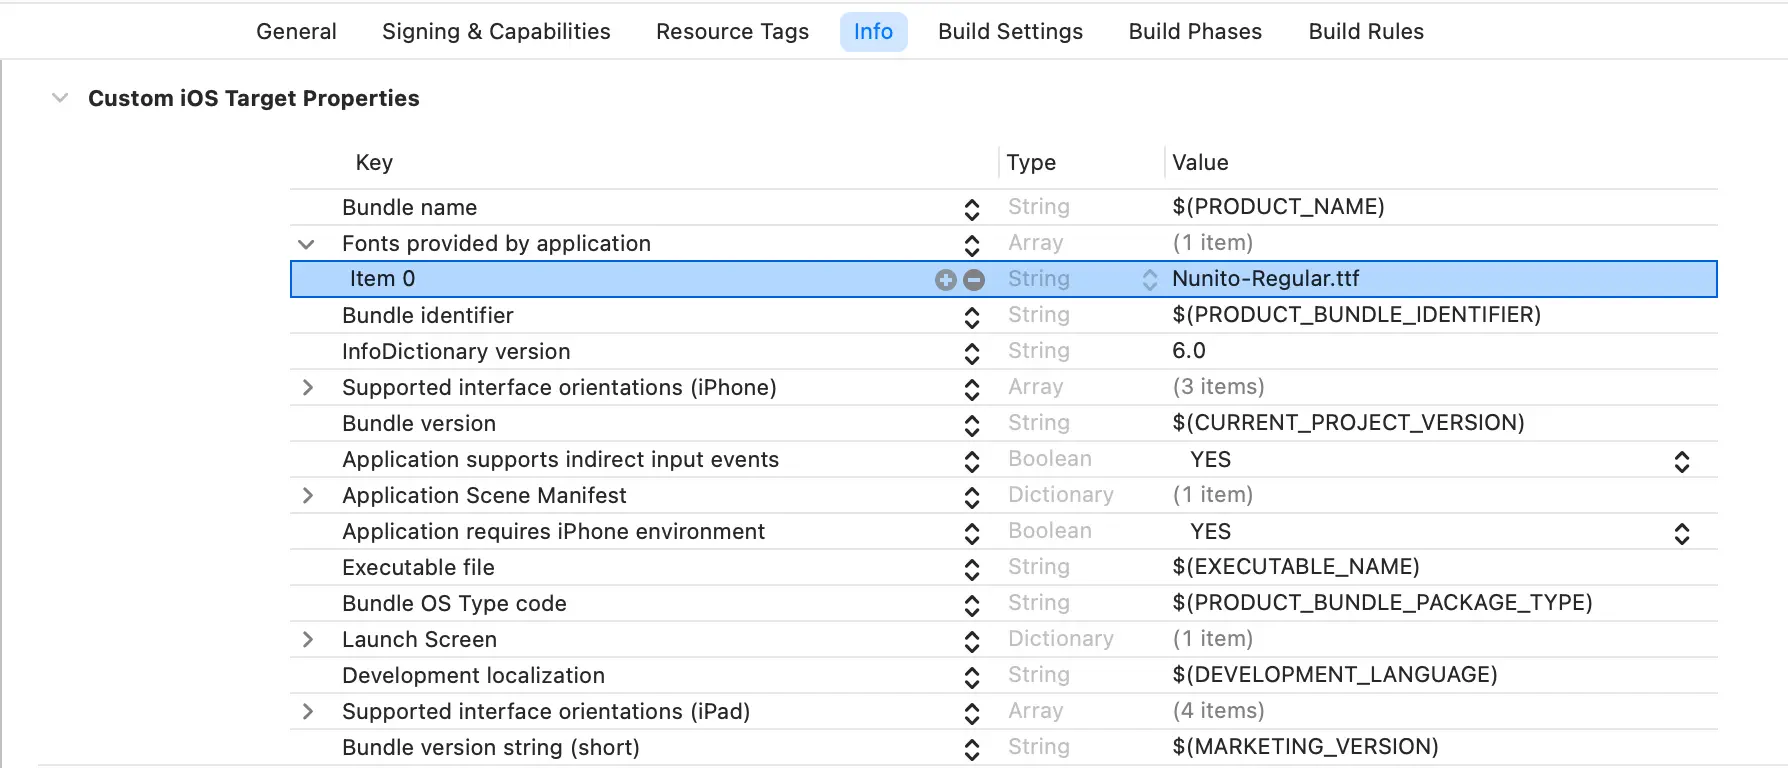 General Signing & Capabilities Resource Tags Info Build Settings Build Phases Build Rules
Custom iOS Target Properties
Key Type Value
Bundle name String $(PRODUCT_NAME)
Fonts provided by application Array (1 item)
Item 0 String Nunito-Regular.ttf
Bundle identifier String $(PRODUCT_BUNDLE_IDENTIFIER)
InfoDictionary version String 6.0
Supported interface orientations (iPhone) Array (3 items)
Bundle version String $(CURRENT_PROJECT_VERSION)
Application supports indirect input events Boolean YES
Application Scene Manifest Dictionary (1 item)
Application requires iPhone environment Boolean YES
Executable file String $(EXECUTABLE_NAME)
Bundle OS Type code String $(PRODUCT_BUNDLE_PACKAGE_TYPE)
Launch Screen Dictionary (1 item)
Development localization String $(DEVELOPMENT_LANGUAGE)
Supported interface orientations (iPad) Array (4 items)
Bundle version string (short) String $(MARKETING_VERSION)